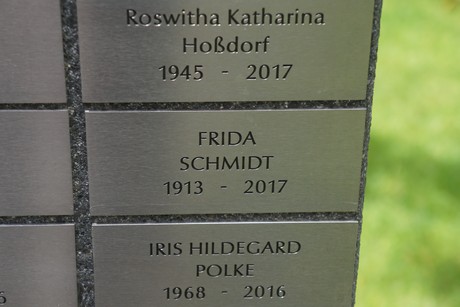 Roswitha Katharina
Hoßdorf
1945 - 2017
FRIDA
SCHMIDT
1913 - 2017
IRIS HILDEGARD
POLKE
1968 - 2016